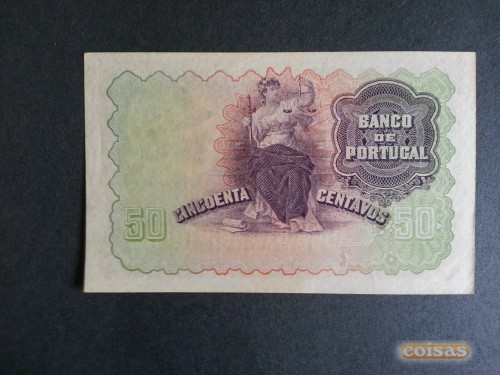 BANCO
DE
PORTUGAL
CINCOENTA CENTAVOS
50 50
coisas